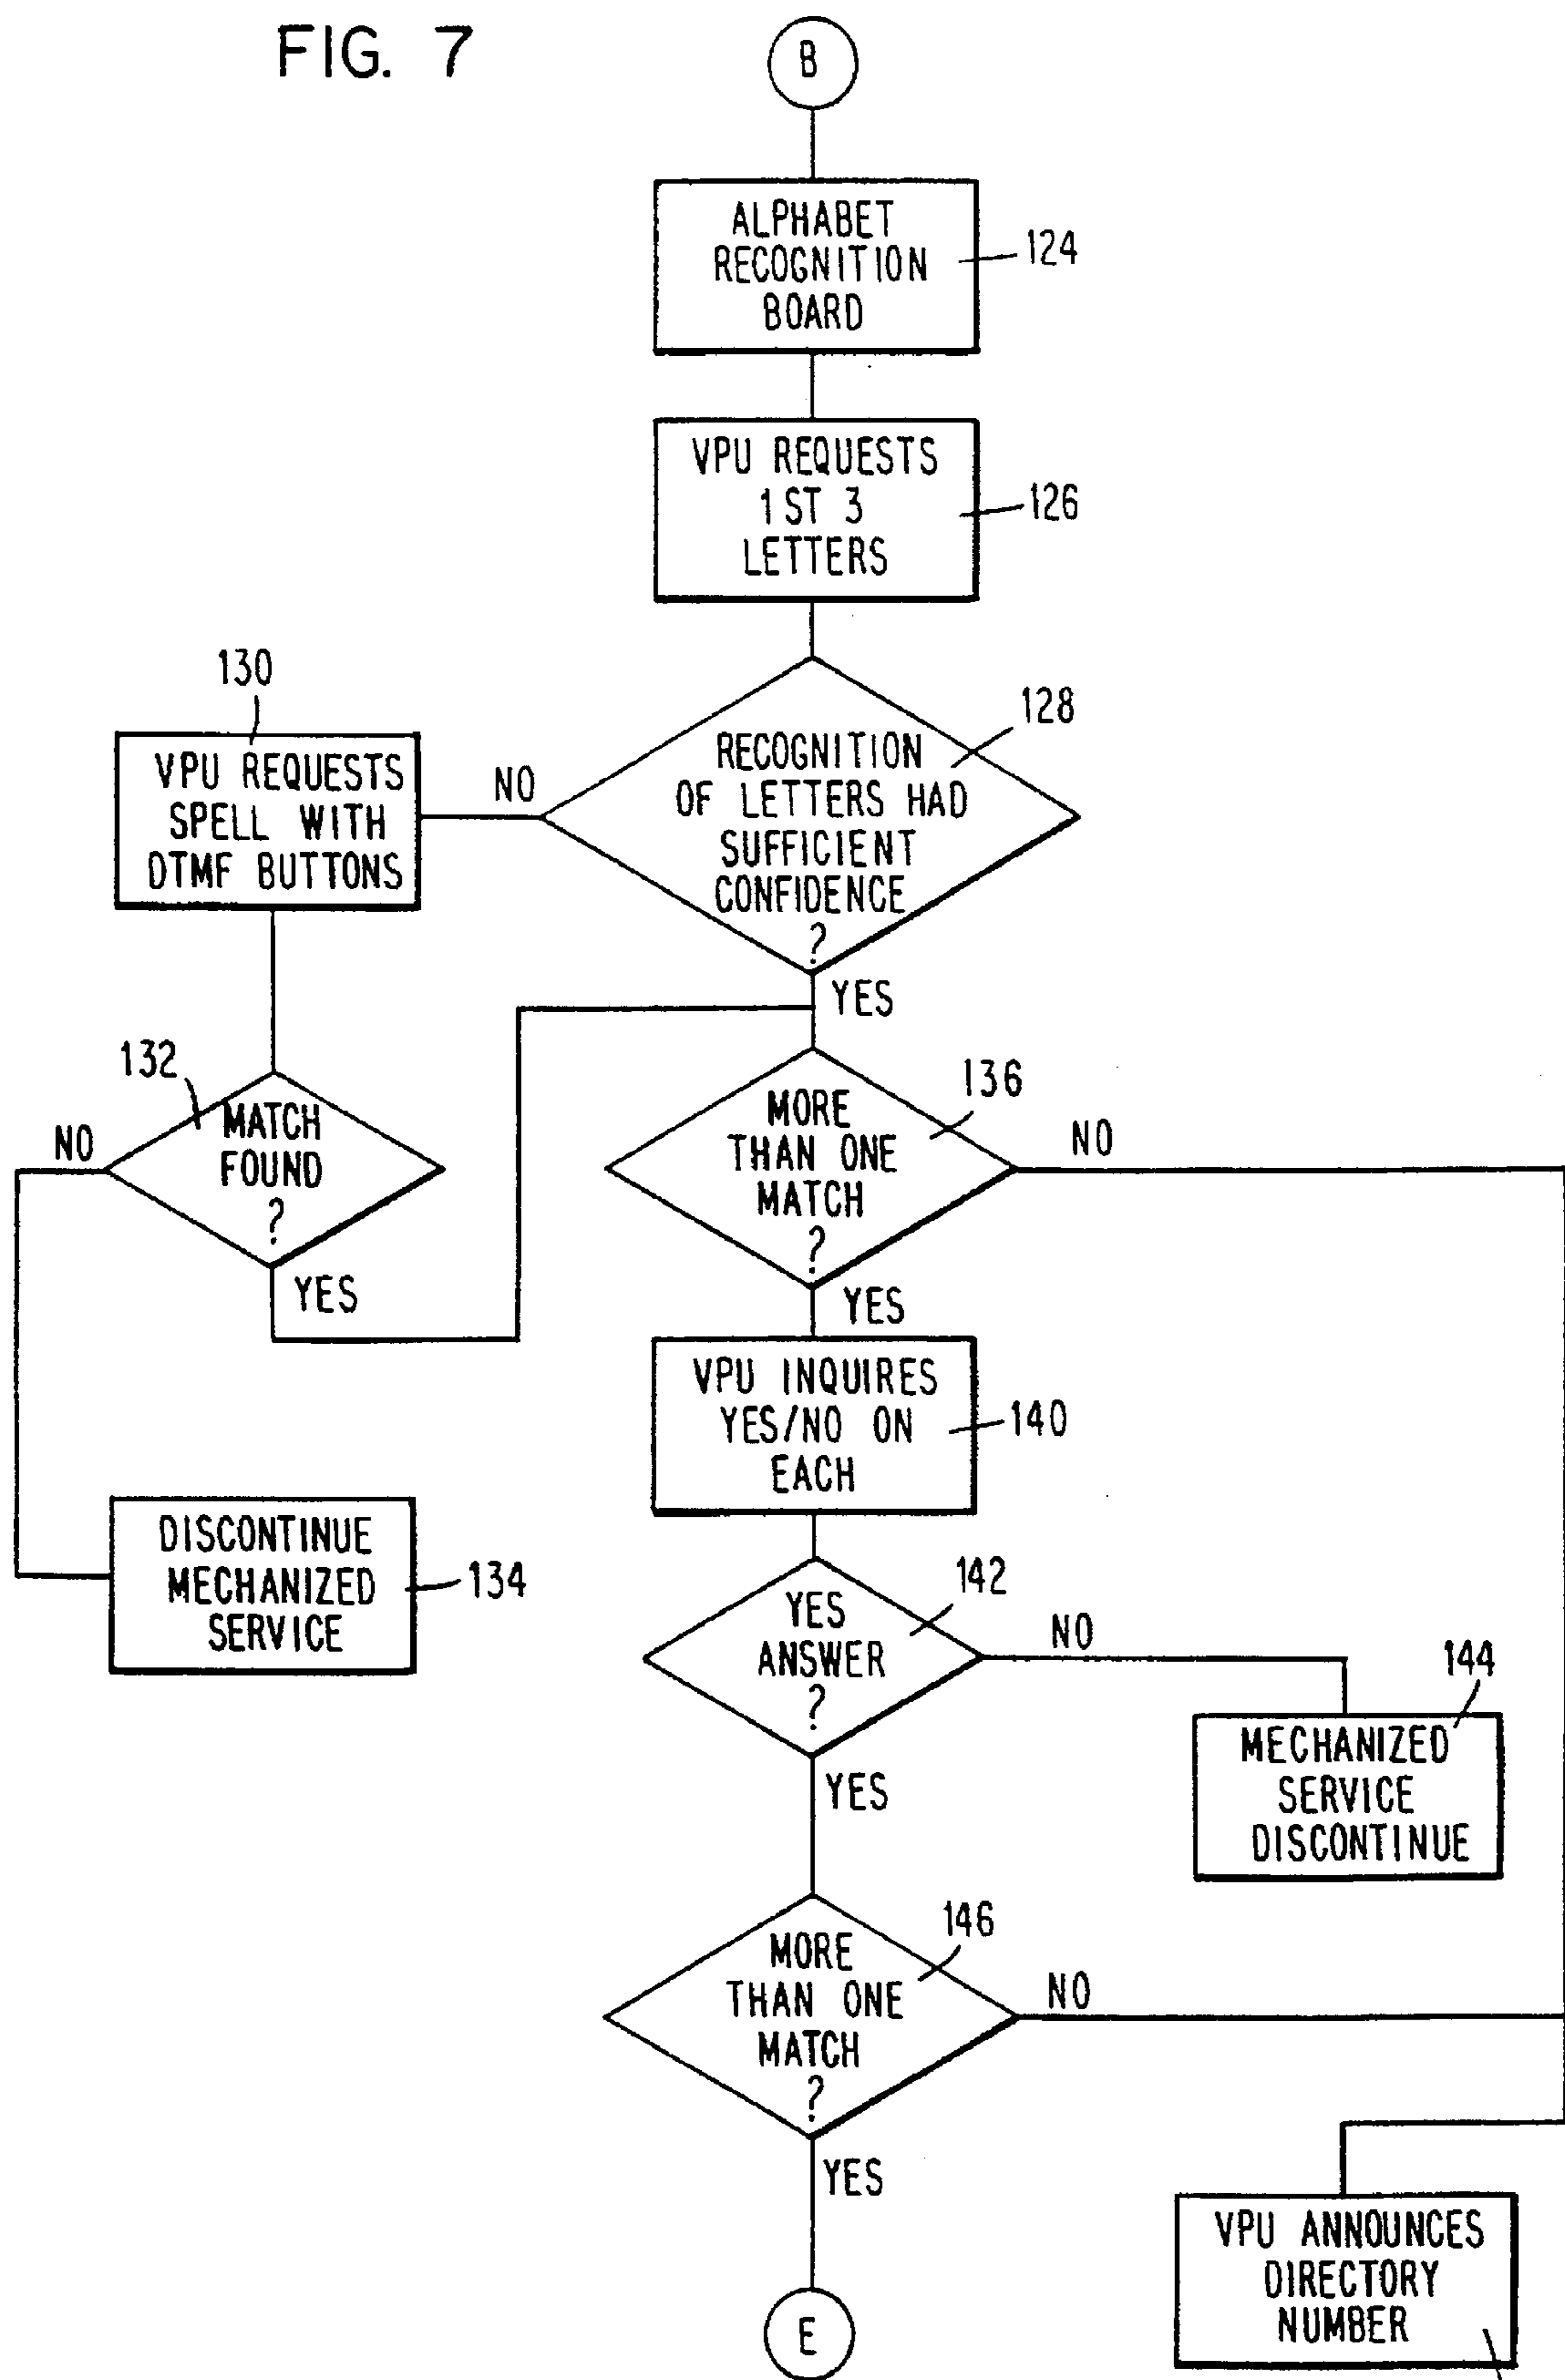 FIG. 7
B
ALPHABET
RECOGNITION
BOARD
124
VPU REQUESTS
1ST 3
LETTERS
126
130
VPU REQUESTS
SPELL WITH
DTMF BUTTONS
NO
128
RECOGNITION
OF LETTERS HAD
SUFFICIENT
CONFIDENCE
?
YES
132
MATCH
FOUND
?
NO
YES
136
MORE
THAN ONE
MATCH
?
NO
YES
VPU INQUIRES
YES/NO ON
EACH
140
DISCONTINUE
MECHANIZED
SERVICE
134
142
YES
ANSWER
?
NO
YES
144
MECHANIZED
SERVICE
DISCONTINUE
146
MORE
THAN ONE
MATCH
?
NO
YES
VPU ANNOUNCES
DIRECTORY
NUMBER
E